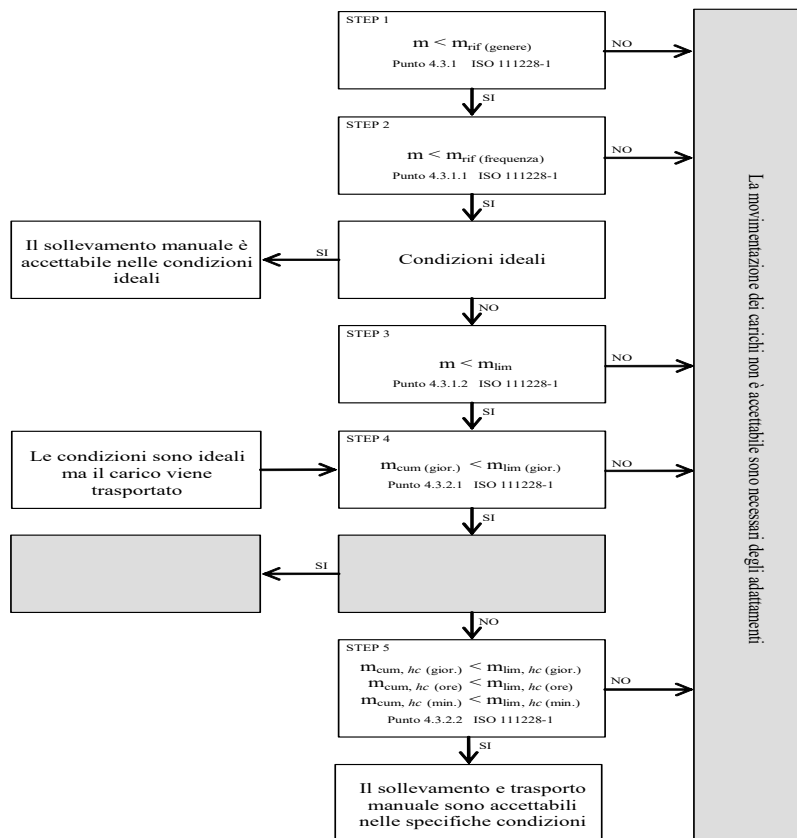 STEP 1
m < mrif (genere)
Punto 4.3.1 ISO 111228-1
NO
SI
STEP 2
m < mrif (frequenza)
Punto 4.3.1.1 ISO 111228-1
NO
SI
Il sollevamento manuale è
accettabile nelle condizioni
ideali
SI
Condizioni ideali
NO
STEP 3
m < mlim
Punto 4.3.1.2 ISO 111228-1
NO
SI
Le condizioni sono ideali
ma il carico viene
trasportato
STEP 4
mcum (gior.) < mlim (gior.)
Punto 4.3.2.1 ISO 111228-1
NO
SI
SI
NO
STEP 5
mcum, hc (gior.) < mlim, hc (gior.)
mcum, hc (ore) < mlim, hc (ore)
mcum, hc (min.) < mlim, hc (min.)
Punto 4.3.2.2 ISO 111228-1
NO
SI
Il sollevamento e trasporto
manuale sono accettabili
nelle specifiche condizioni
La movimentazione dei carichi non è accettabile sono necessari degli adattamenti